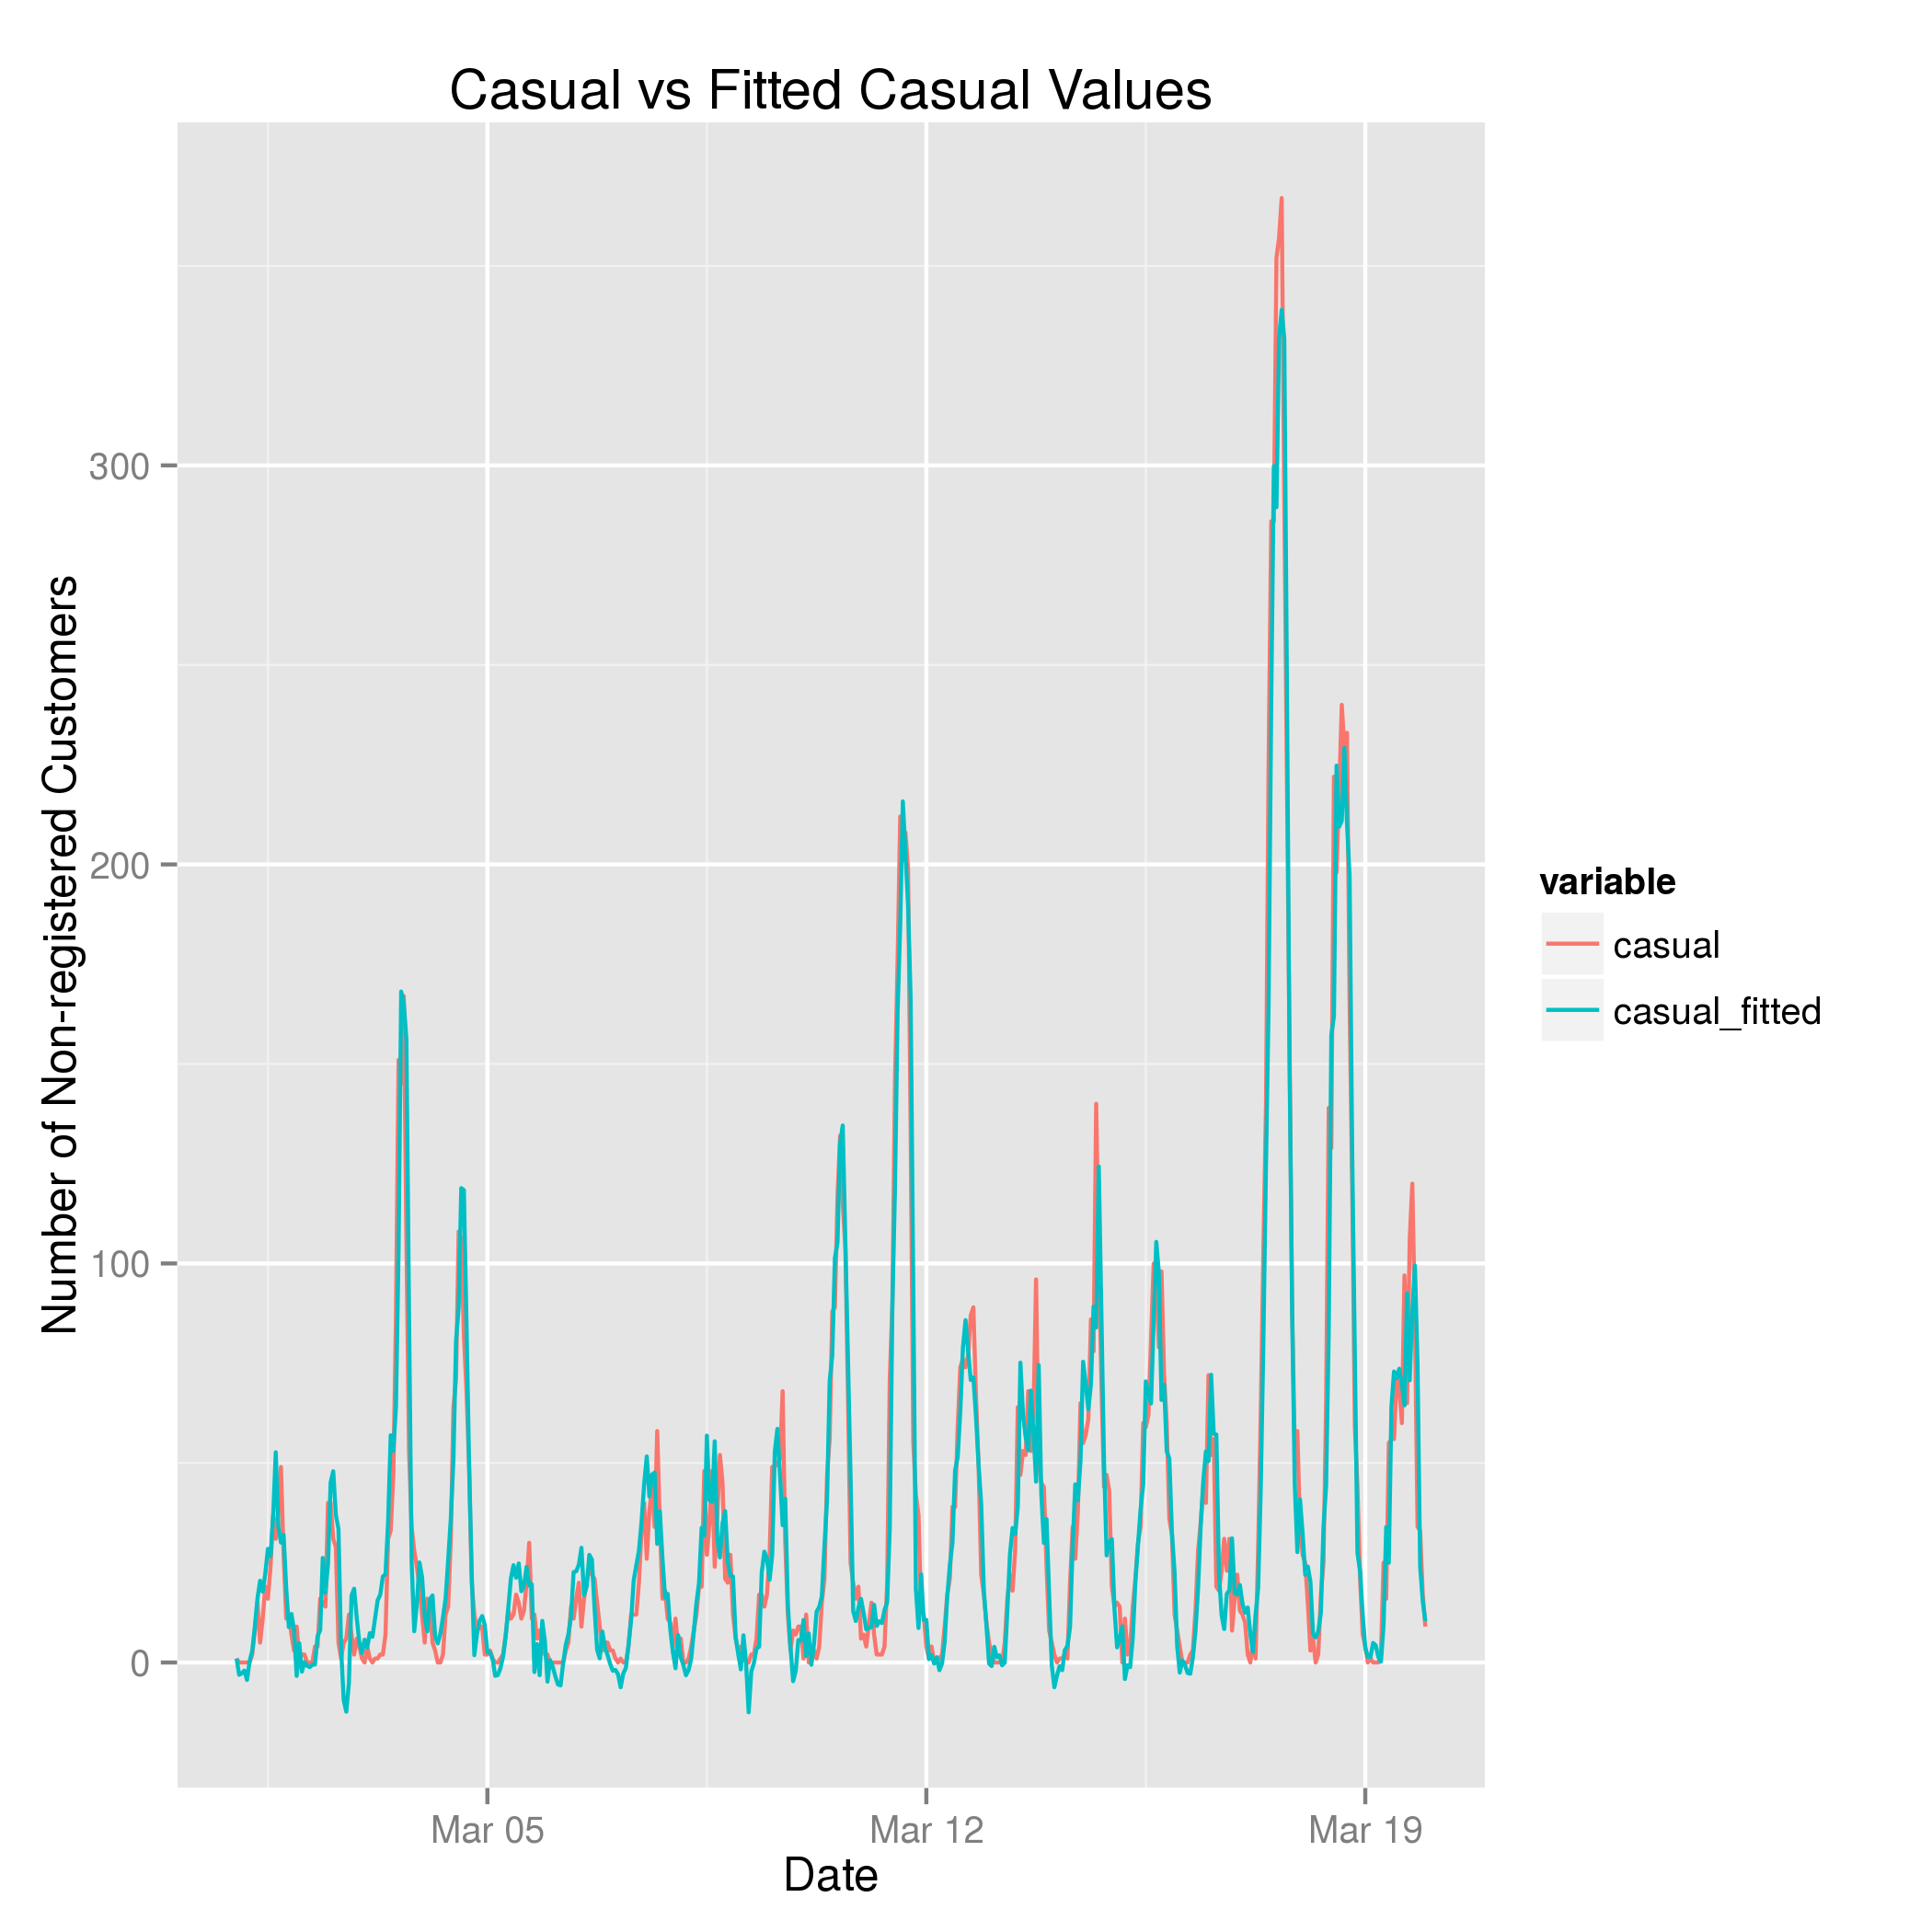 Casual vs Fitted Casual Values
Number of Non-registered Customers
300
200
100
0
Mar 05
Mar 12
Mar 19
Date
variable
casual
casual_fitted